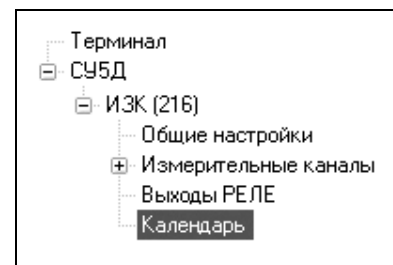 Терминал
СУ5Д
ИЗК (216)
Общие настройки
Измерительные каналы
Выходы РЕЛЕ
Календарь